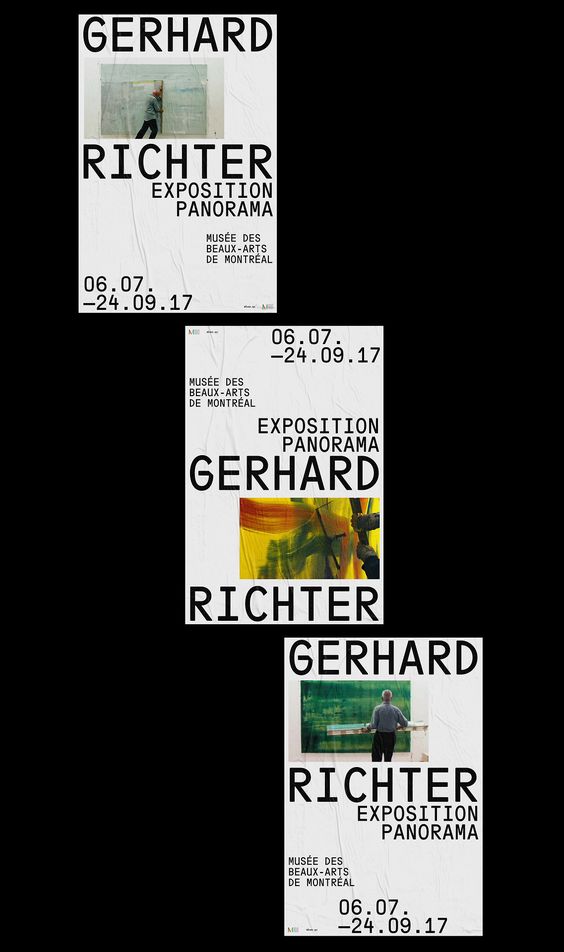 GERHARD
RICHTER
EXPOSITION
PANORAMA
MUSÉE DES
BEAUX-ARTS
DE MONTRÉAL
06.07.
—24.09.17
06.07.
—24.09.17
MUSÉE DES
BEAUX-ARTS
DE MONTRÉAL
EXPOSITION
PANORAMA
GERHARD
RICHTER
GERHARD
RICHTER
EXPOSITION
PANORAMA
MUSÉE DES
BEAUX-ARTS
DE MONTRÉAL
06.07.
—24.09.17